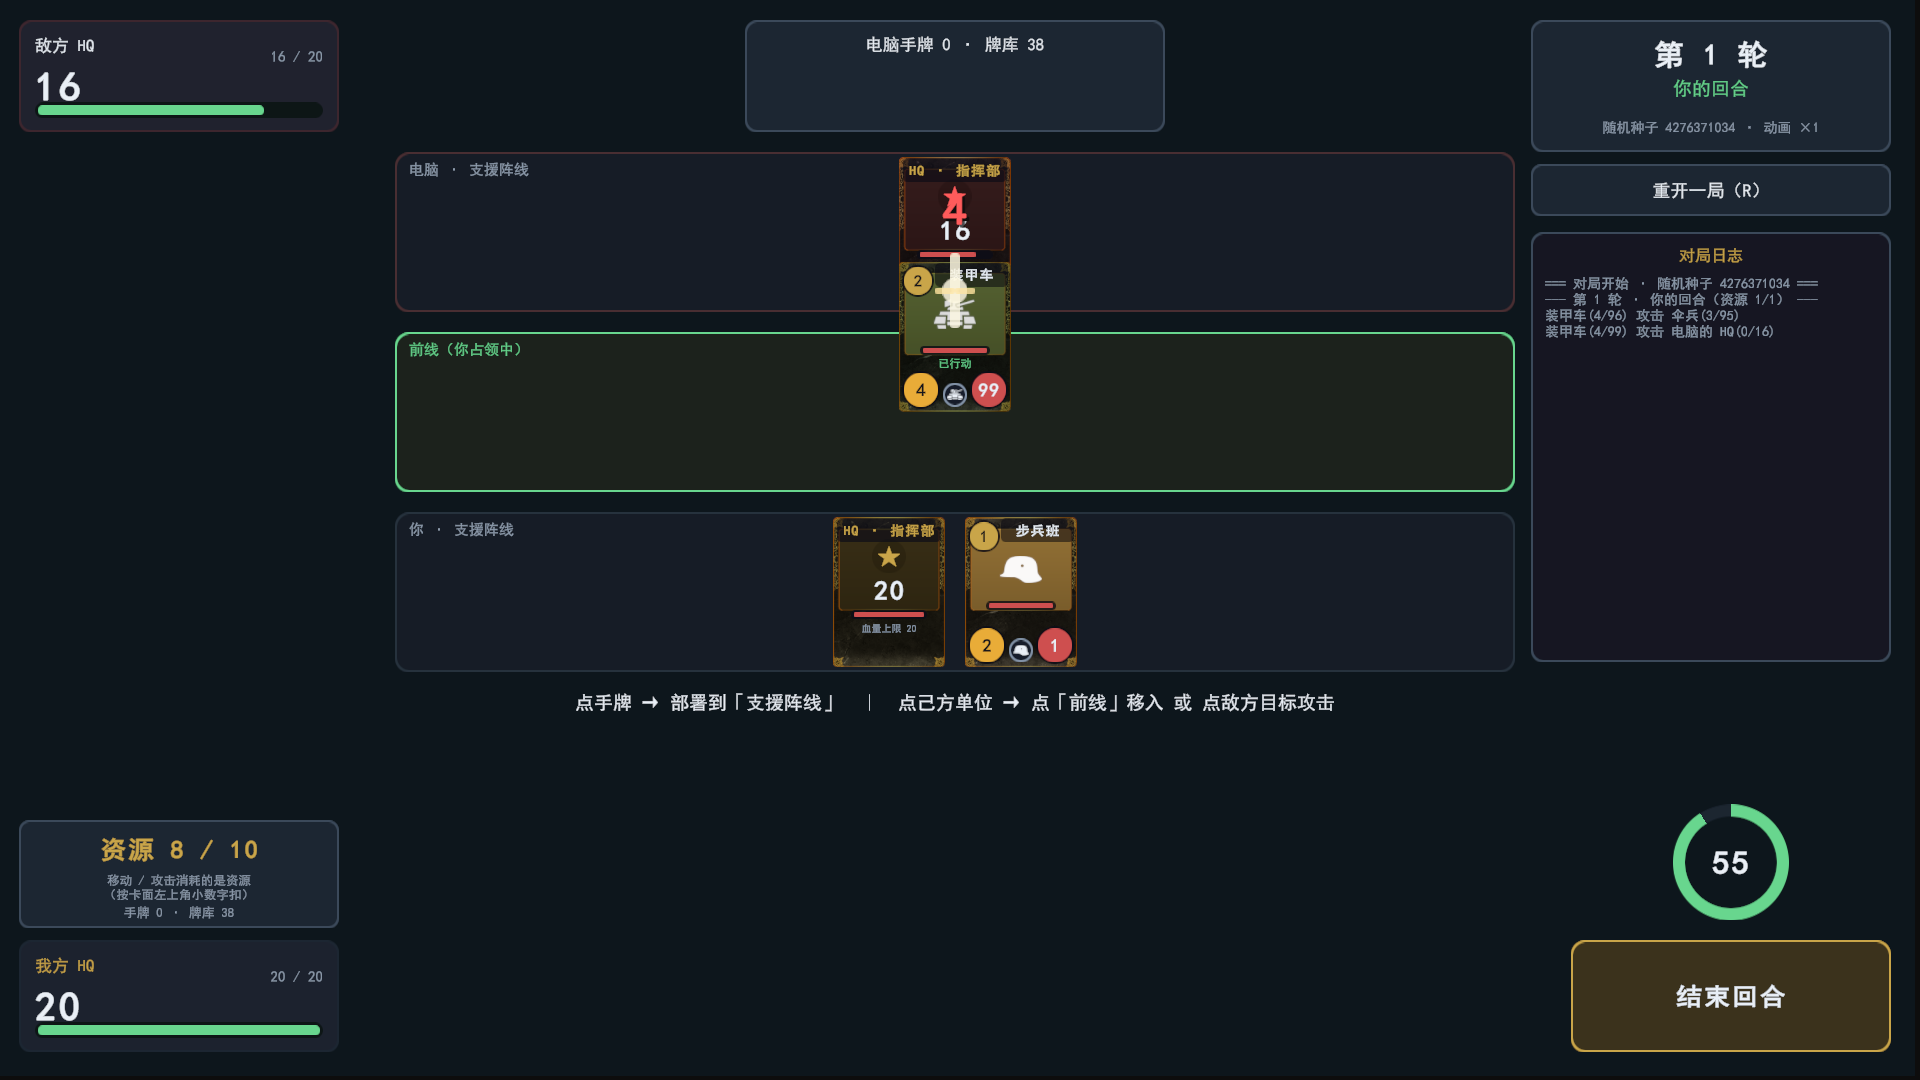 敌方 HQ
16 / 20
16
电脑手牌 0 · 牌库 38
第 1 轮
你的回合
随机种子 4276371034 · 动画 ×1
重开一局（R）
对局日志
══ 对局开始 · 随机种子 4276371034 ══
── 第 1 轮 · 你的回合（资源 1/1） ──
装甲车(4/96) 攻击 伞兵(3/95)
装甲车(4/99) 攻击 电脑的 HQ(0/16)
电脑 · 支援阵线
HQ · 指挥部
4
16
2
甲车
已行动
4
99
前线（你占领中）
你 · 支援阵线
HQ · 指挥部
20
血量上限 20
1
步兵班
2
1
点手牌 → 部署到「支援阵线」 ｜ 点己方单位 → 点「前线」移入 或 点敌方目标攻击
资源 8 / 10
移动 / 攻击消耗的是资源
（按卡面左上角小数字扣）
手牌 0 · 牌库 38
我方 HQ
20 / 20
20
55
结束回合